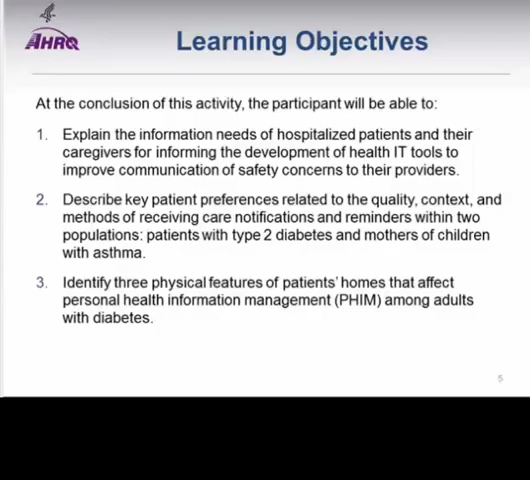 AHRQ
Learning Objectives
At the conclusion of this activity, the participant will be able to:
1. Explain the information needs of hospitalized patients and their
caregivers for informing the development of health IT tools to
improve communication of safety concerns to their providers.
2. Describe key patient preferences related to the quality, context, and
methods of receiving care notifications and reminders within two
populations: patients with type 2 diabetes and mothers of children
with asthma.
3. Identify three physical features of patients' homes that affect
personal health information management (PHIM) among adults
with diabetes.
5